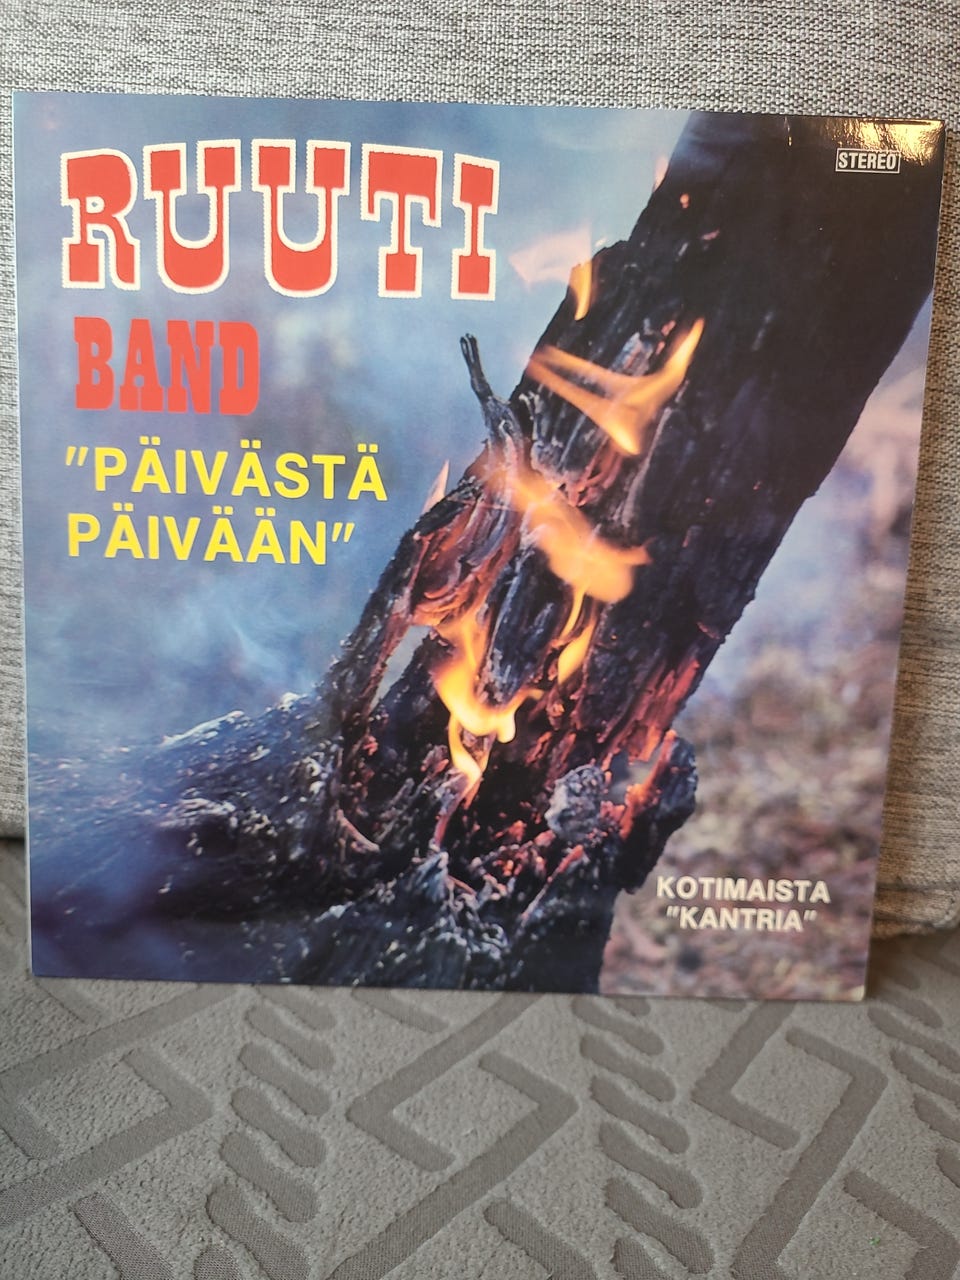 RUUTI
BAND
"PÄIVÄSTÄ
PÄIVÄÄN"
STEREO
KOTIMAISTA
"KANTRIA"